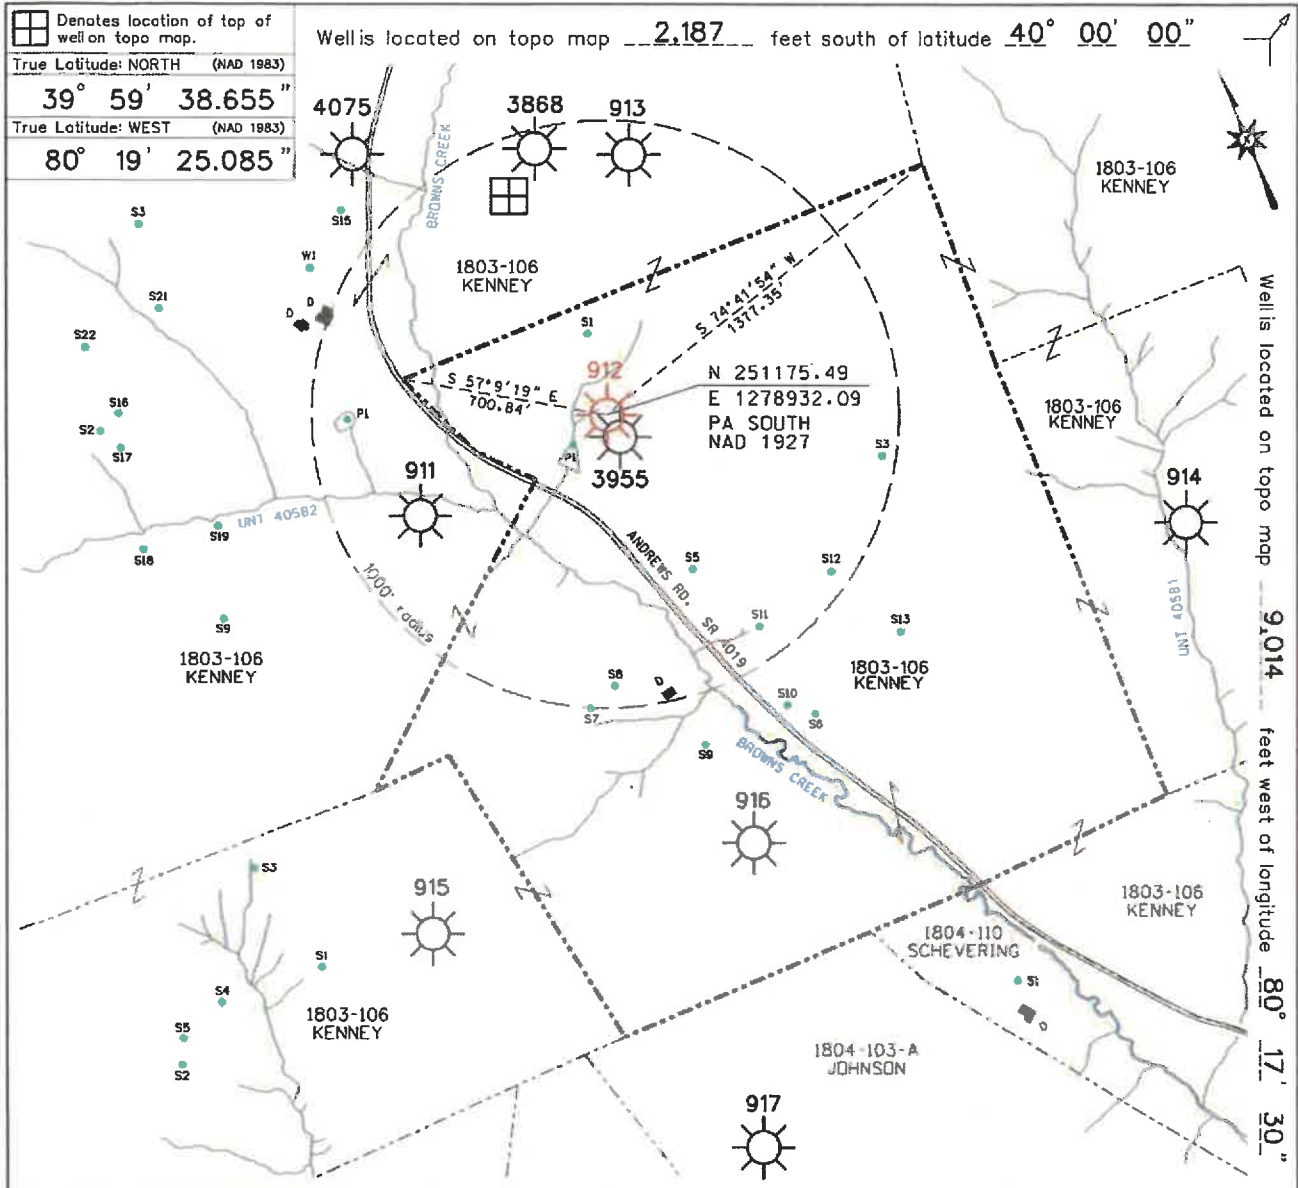 Denotes location of top of
well on topo map.
True Latitude: NORTH (NAD 1983)
39° 59' 38.655"
True Latitude: WEST (NAD 1983)
80° 19' 25.085"
Well is located on topo map 2,187 feet south of latitude 40° 00' 00"
4075
3868
913
BROWNS CREEK
1803-106
KENNEY
S3
S15
W1
1803-106
KENNEY
S21
D
D
S22
S1
S 74°41'54" W
1377.35'
912
S 57°9'19" E
700.84'
N 251175.49
E 1278932.09
PA SOUTH
NAD 1927
1803-106
KENNEY
S16
S2
S17
P1
P1
S3
911
3955
914
UNT 40582
S19
S18
ANDREWS RD. SR 4019
S5
S12
1000' radius
S9
S11
S13
UNT 40581
1803-106
KENNEY
1803-106
KENNEY
S8
D
S7
S10
S6
S9
BROWNS CREEK
916
S3
915
1803-106
KENNEY
1804-110
SCHEVERING
S1
S4
S1
1803-106
KENNEY
D
S5
S2
1804-103-A
JOHNSON
917
Well is located on topo map 9,014 feet west of longitude 80° 17' 30"